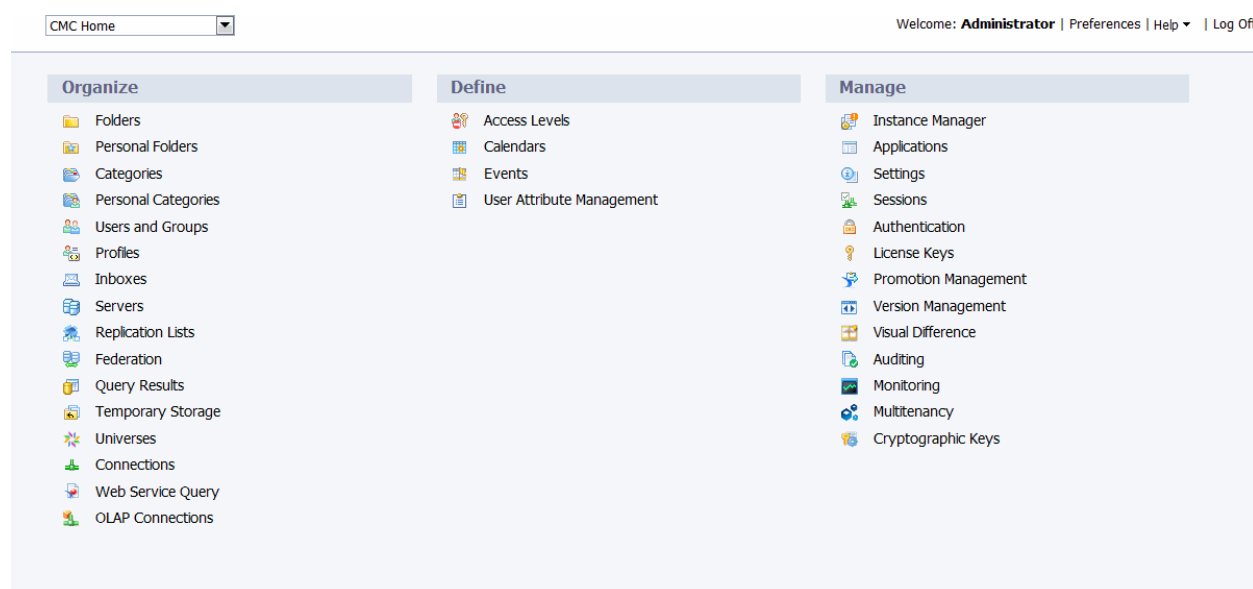 CMC Home
Welcome: Administrator | Preferences | Help | Log Off
Organize
Folders
Personal Folders
Categories
Personal Categories
Users and Groups
Profiles
Inboxes
Servers
Replication Lists
Federation
Query Results
Temporary Storage
Universes
Connections
Web Service Query
OLAP Connections
Define
Access Levels
Calendars
Events
User Attribute Management
Manage
Instance Manager
Applications
Settings
Sessions
Authentication
License Keys
Promotion Management
Version Management
Visual Difference
Auditing
Monitoring
Multitenancy
Cryptographic Keys